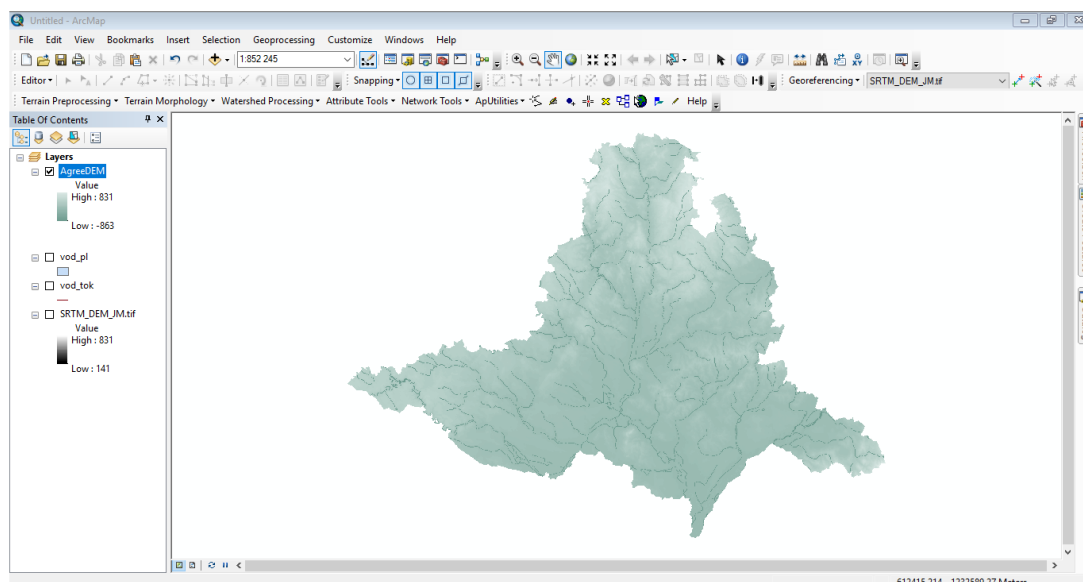 Untitled - ArcMap
File Edit View Bookmarks Insert Selection Geoprocessing Customize Windows Help
1:852 245
Editor Snapping Georeferencing SRTM_DEM_JM.tif
Terrain Preprocessing Terrain Morphology Watershed Processing Attribute Tools Network Tools ApUtilities Help
Table Of Contents
Layers
AgreeDEM
Value
High : 831
Low : -863
vod_pl
vod_tok
SRTM_DEM_JM.tif
Value
High : 831
Low : 141